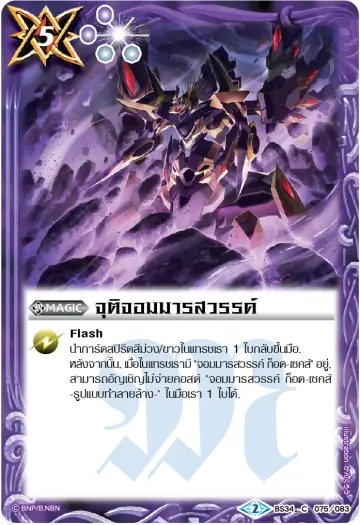 5
MAGIC จุติจอมมารสวรรค์
Flash
นำการ์ดสปิริตสีม่วง/ขาวในแทรชเรา 1 ใบกลับขึ้นมือ.
หลังจากนั้น, เมื่อในแทรชเรามี "จอมมารสวรรค์ ก็อด-เซคส์" อยู่,
สามารถอัญเชิญไม่จ่ายคอสต์ "จอมมารสวรรค์ ก็อด-เซคส์
-รูปแบบทำลายล้าง-" ในมือเรา 1 ใบได้.
illustration
© BNP/B.NBN
2
BS34 - C 075/083